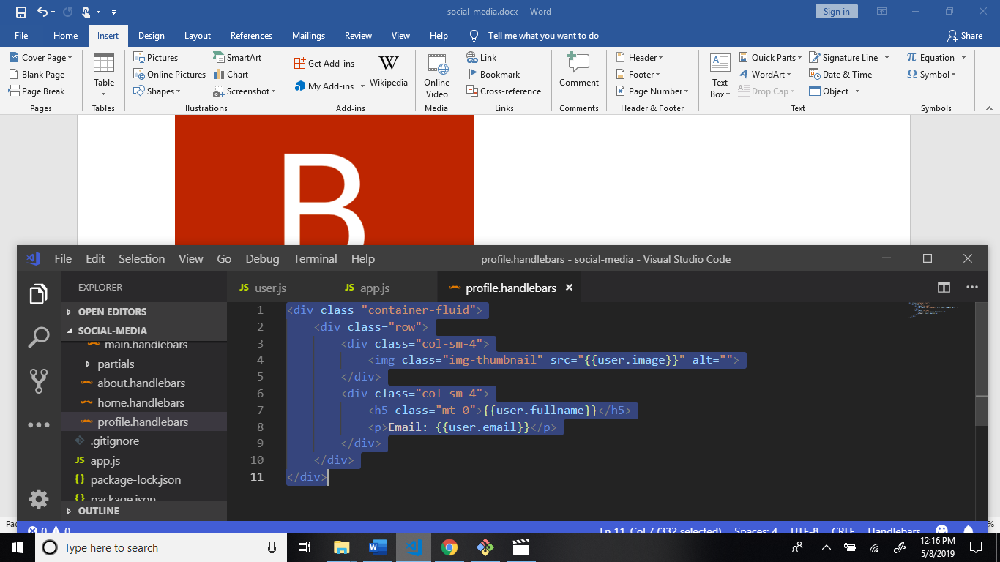 social-media.docx - Word
Sign in
File Home Insert Design Layout References Mailings Review View Help Tell me what you want to do Share
Cover Page
Blank Page
Page Break
Pages
Table
Tables
Pictures
Online Pictures
Shapes
SmartArt
Chart
Screenshot
Illustrations
Get Add-ins
My Add-ins
W
Wikipedia
Add-ins
Online
Video
Media
Link
Bookmark
Cross-reference
Links
Comment
Comments
Header
Footer
Page Number
Header & Footer
Text
Box
Quick Parts
WordArt
Drop Cap
Signature Line
Date & Time
Object
Text
Equation
Symbol
Symbols
B
File Edit Selection View Go Debug Terminal Help
profile.handlebars - social-media - Visual Studio Code
EXPLORER
OPEN EDITORS
SOCIAL-MEDIA
main.handlebars
partials
about.handlebars
home.handlebars
profile.handlebars
.gitignore
JS app.js
{} package-lock.json
{} package.json
OUTLINE
JS user.js
JS app.js
profile.handlebars
1 <div class="container-fluid">
2 <div class="row">
3 <div class="col-sm-4">
4 <img class="img-thumbnail" src="{{user.image}}" alt="">
5 </div>
6 <div class="col-sm-4">
7 <h5 class="mt-0">{{user.fullname}}</h5>
8 <p>Email: {{user.email}}</p>
9 </div>
10 </div>
11 </div>
0 0
Ln 11, Col 7 (332 selected) Spaces: 4 UTF-8 CRLF Handlebars
%
Type here to search
12:16 PM
5/8/2019